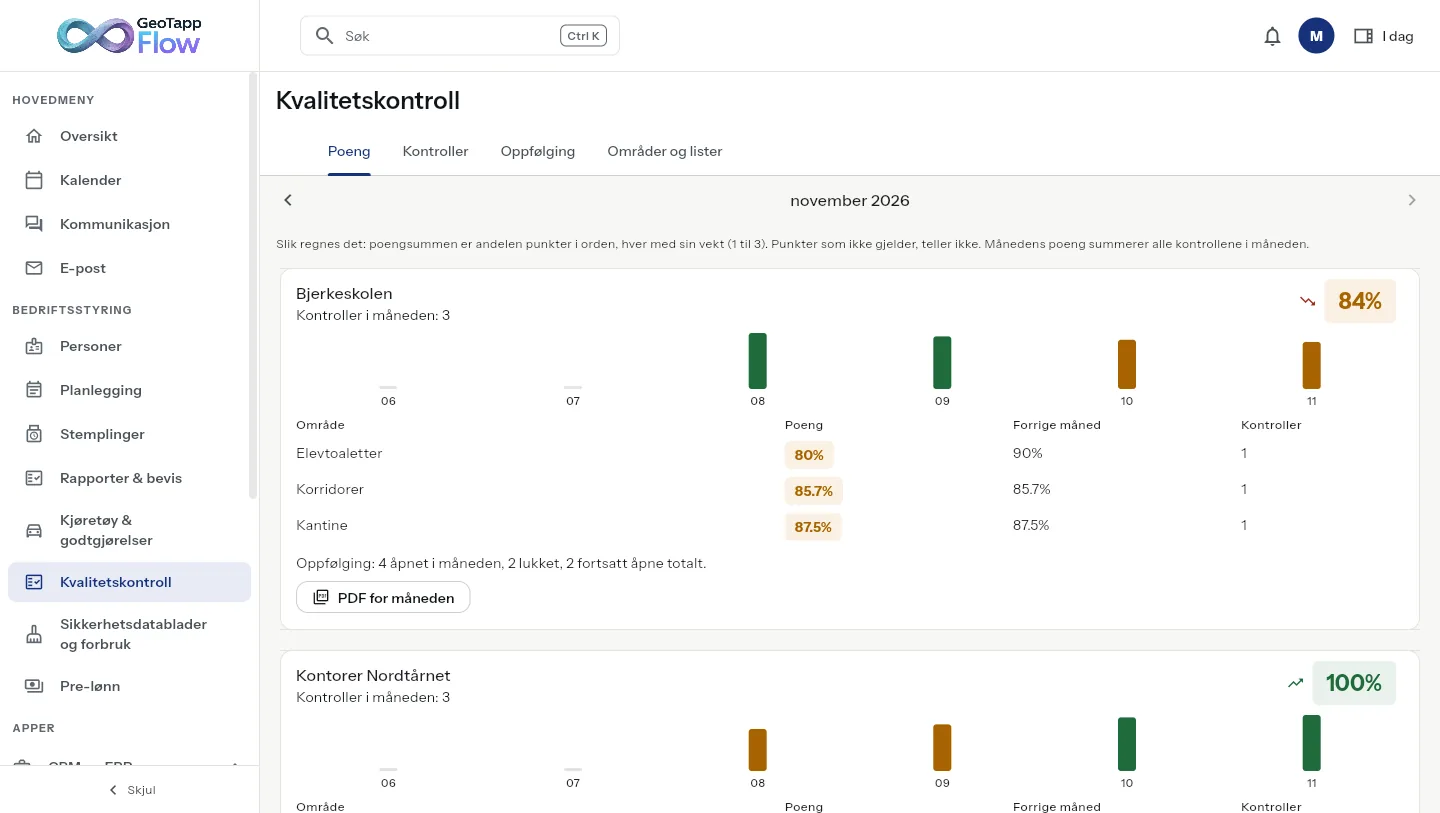 GeoTapp
Flow
Søk
Ctrl K
M
I dag
HOVEDMENY
Oversikt
Kalender
Kommunikasjon
E-post
BEDRIFTSSTYRING
Personer
Planlegging
Stemplinger
Rapporter & bevis
Kjøretøy &
godtgjørelser
Kvalitetskontroll
Sikkerhetsdatablader
og forbruk
Pre-lønn
APPER
Skjul
Kvalitetskontroll
Poeng
Kontroller
Oppfølging
Områder og lister
november 2026
Slik regnes det: poengsummen er andelen punkter i orden, hver med sin vekt (1 til 3). Punkter som ikke gjelder, teller ikke. Månedens poeng summerer alle kontrollene i måneden.
Bjerkeskolen
84%
Kontroller i måneden: 3
06 07 08 09 10 11
Område Poeng Forrige måned Kontroller
Elevtoaletter 80% 90% 1
Korridorer 85.7% 85.7% 1
Kantine 87.5% 87.5% 1
Oppfølging: 4 åpnet i måneden, 2 lukket, 2 fortsatt åpne totalt.
PDF for måneden
Kontorer Nordtårnet
100%
Kontroller i måneden: 3
06 07 08 09 10 11
Område Poeng Forrige måned Kontroller